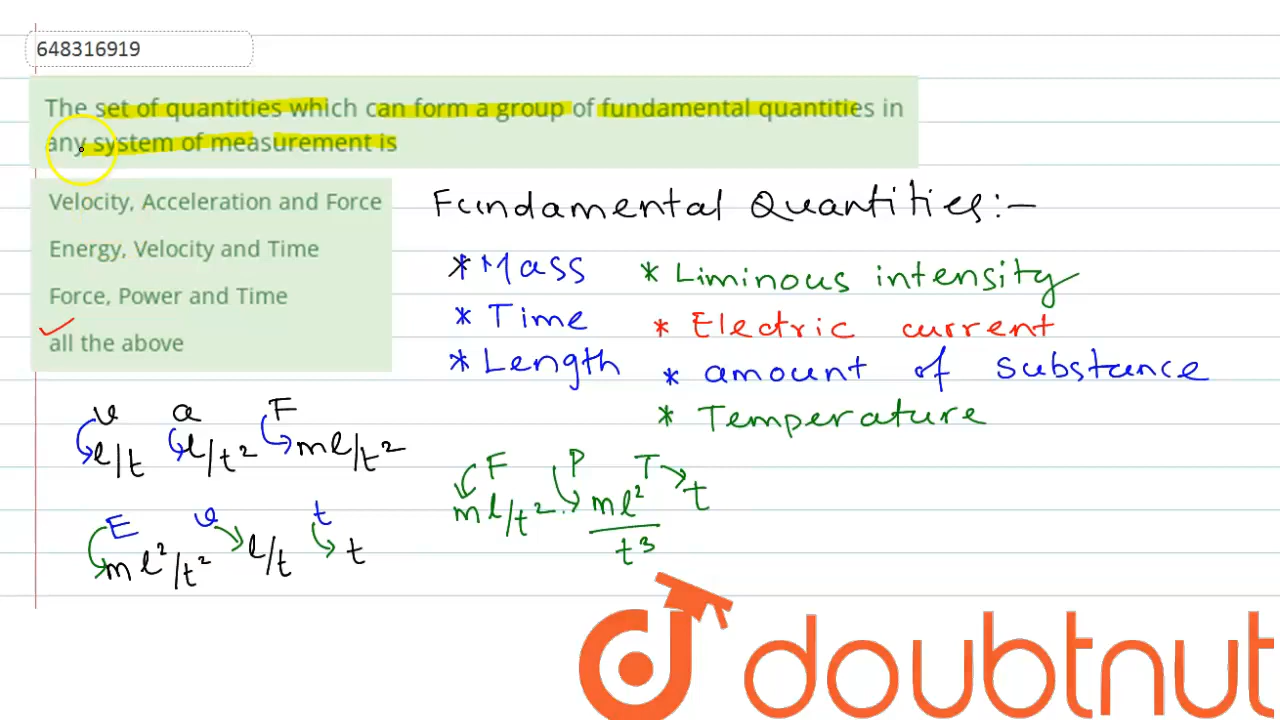 648316919
The set of quantities which can form a group of fundamental quantities in
any system of measurement is
Velocity, Acceleration and Force
Energy, Velocity and Time
Force, Power and Time
all the above
Fundamental Quantities:-
* Mass
* Time
* Length
* Liminous intensity
* Electric current
* amount of substance
* Temperature
v a F
l/t l/t² ml/t²
E v t
ml²/t² l/t t
F P T
ml/t² ml²/t³ t
doubtnut